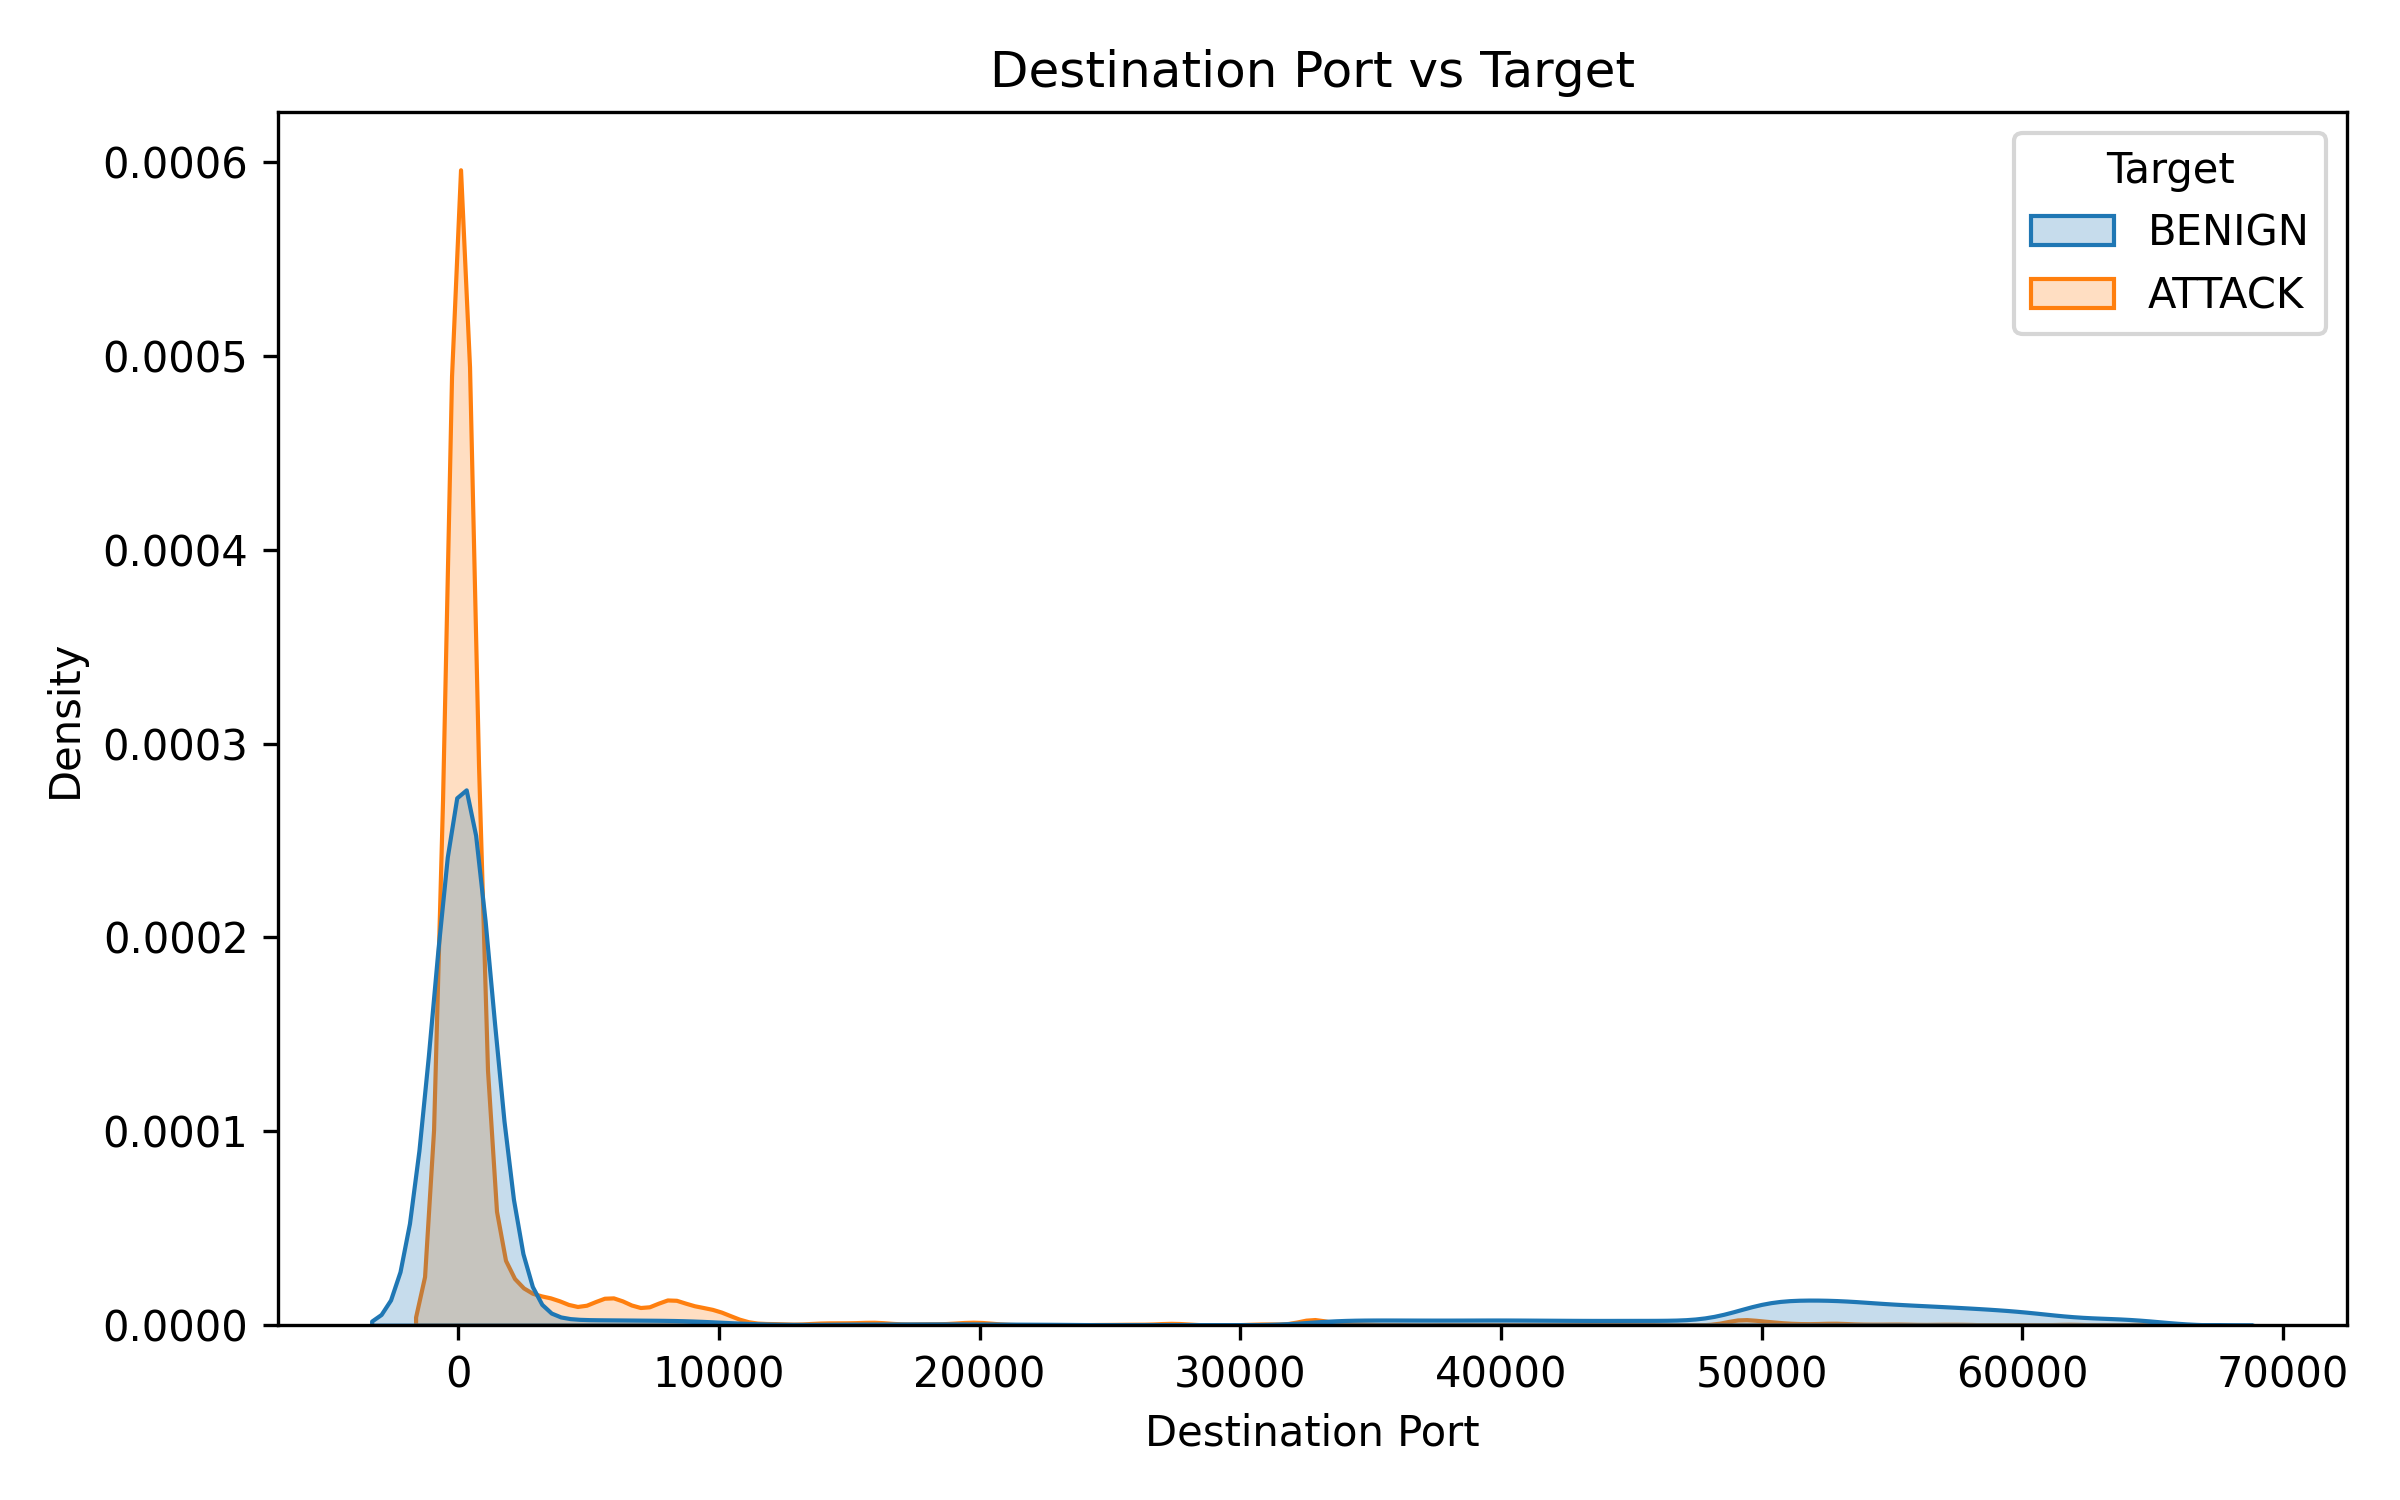 Destination Port vs Target
0.0006
0.0005
0.0004
0.0003
0.0002
0.0001
0.0000
Density
Target
BENIGN
ATTACK
0 10000 20000 30000 40000 50000 60000 70000
Destination Port